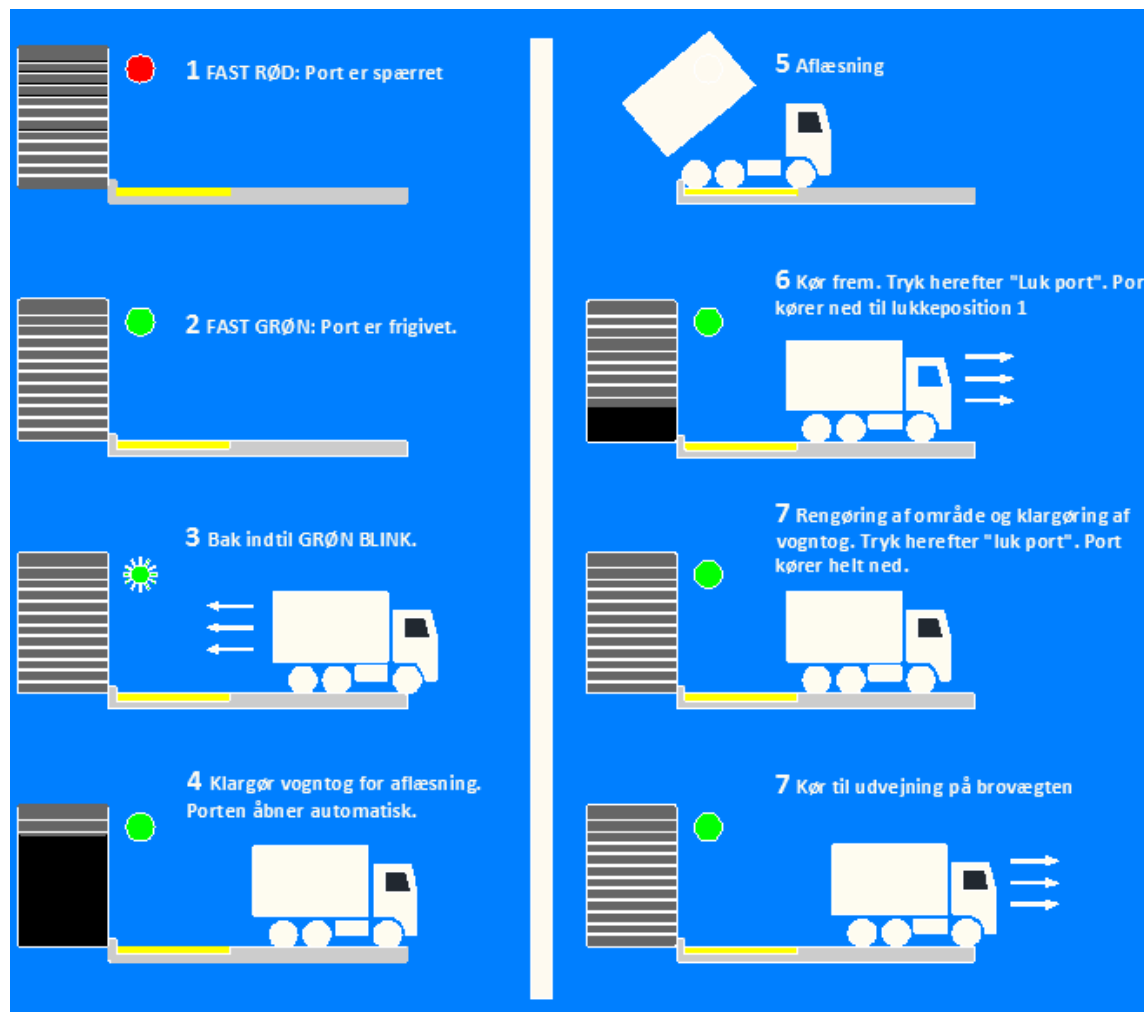 1 FAST RØD: Port er spærret
2 FAST GRØN: Port er frigivet.
3 Bak indtil GRØN BLINK.
4 Klargør vogntog for aflæsning.
Porten åbner automatisk.
5 Aflæsning
6 Kør frem. Tryk herefter "Luk port". Por
kører ned til lukkeposition 1
7 Rengøring af område og klargøring af
vogntog. Tryk herefter "luk port". Port
kører helt ned.
7 Kør til udvejning på brovægten